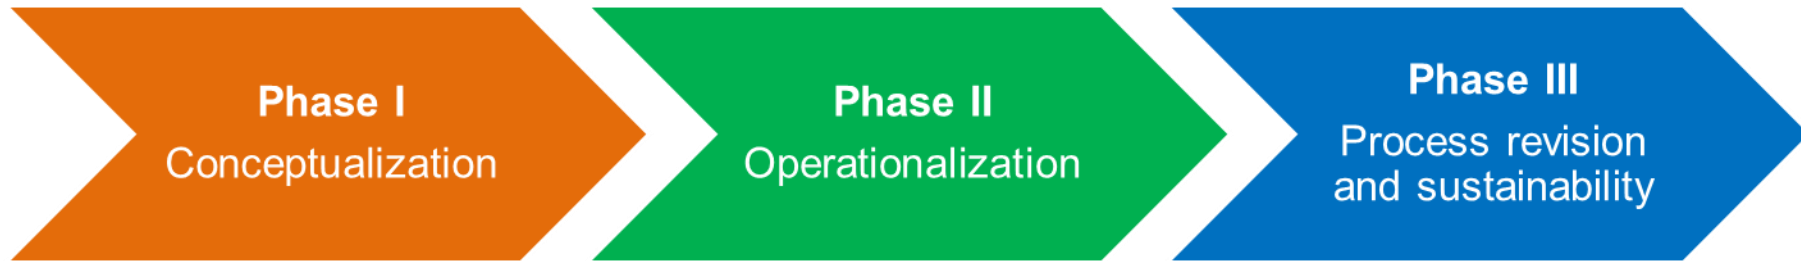 Phase I
Conceptualization
Phase II
Operationalization
Phase III
Process revision
and sustainability